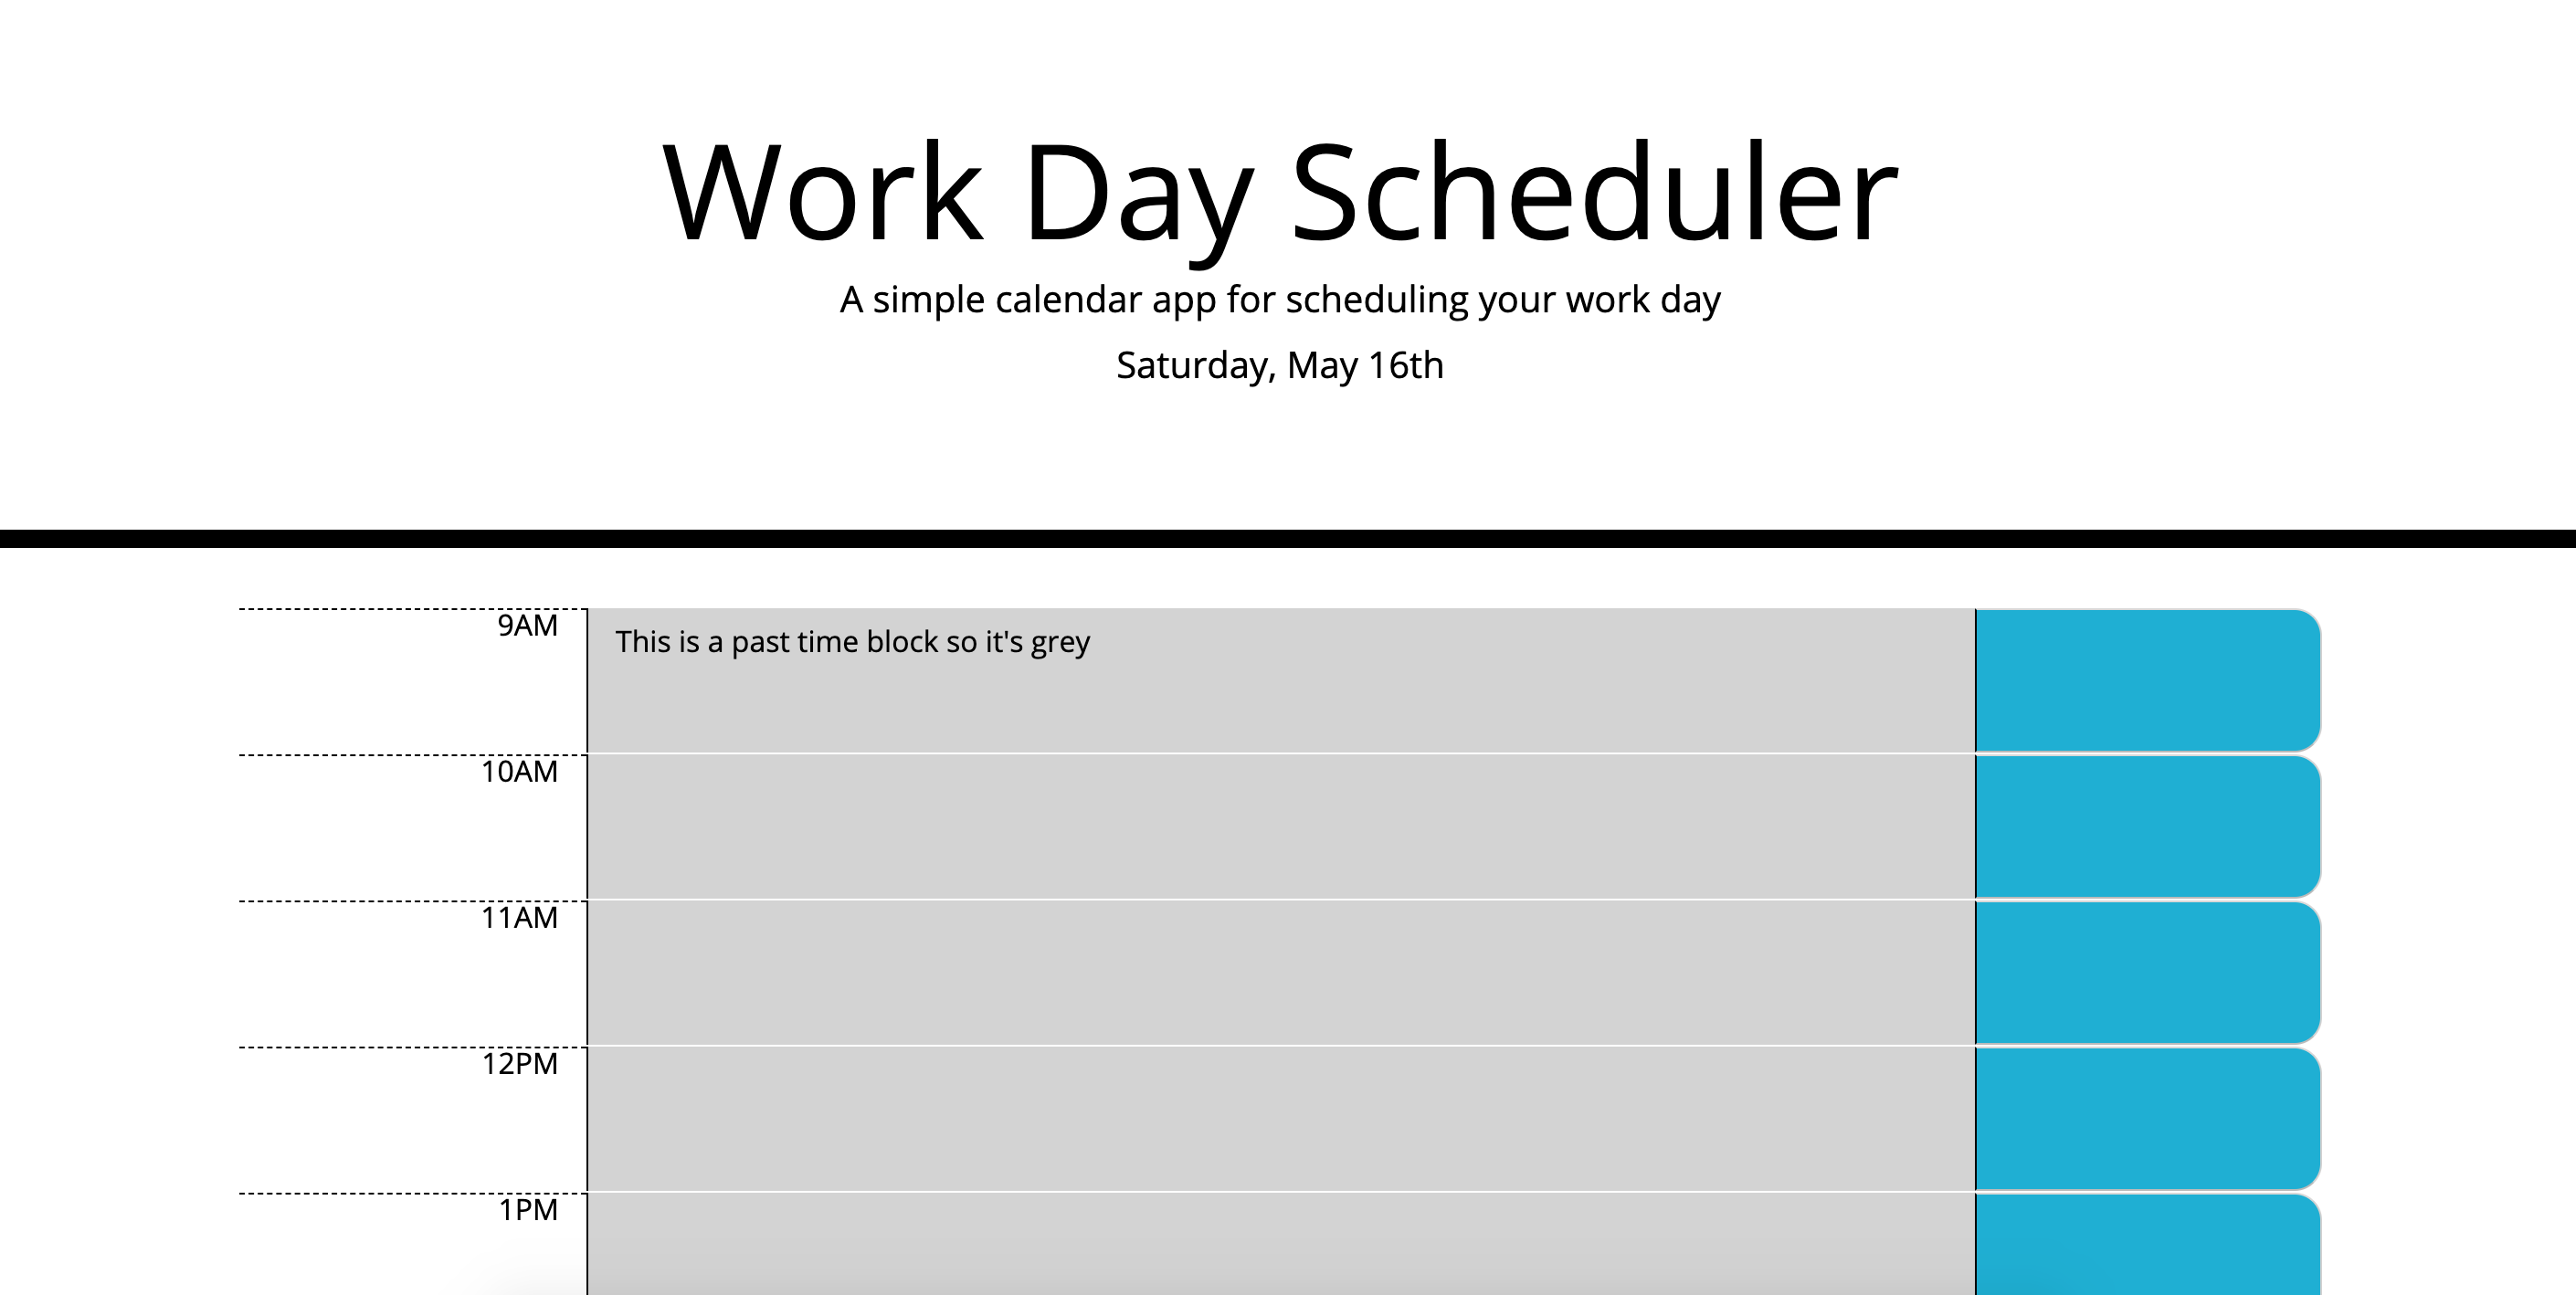 Work Day Scheduler
A simple calendar app for scheduling your work day
Saturday, May 16th
9AM
This is a past time block so it's grey
10AM
11AM
12PM
1PM